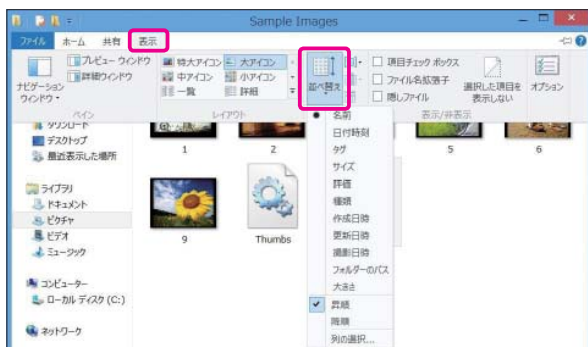 Sample Images
ファイル ホーム 共有 表示
ナビゲーション
ウィンドウ
プレビュー ウィンドウ
詳細ウィンドウ
ペイン
特大アイコン 大アイコン
中アイコン 小アイコン
一覧 詳細
レイアウト
並べ替え
項目チェック ボックス
ファイル名拡張子
隠しファイル
選択した項目を
表示しない
オプション
表示/非表示
ダウンロード
デスクトップ
最近表示した場所
ライブラリ
ドキュメント
ピクチャ
ビデオ
ミュージック
コンピューター
ローカル ディスク (C:)
ネットワーク
1 2 5 6
9 Thumbs
名前
日付時刻
タグ
サイズ
評価
種類
作成日時
更新日時
撮影日時
フォルダーのパス
大きさ
昇順
降順
列の選択...